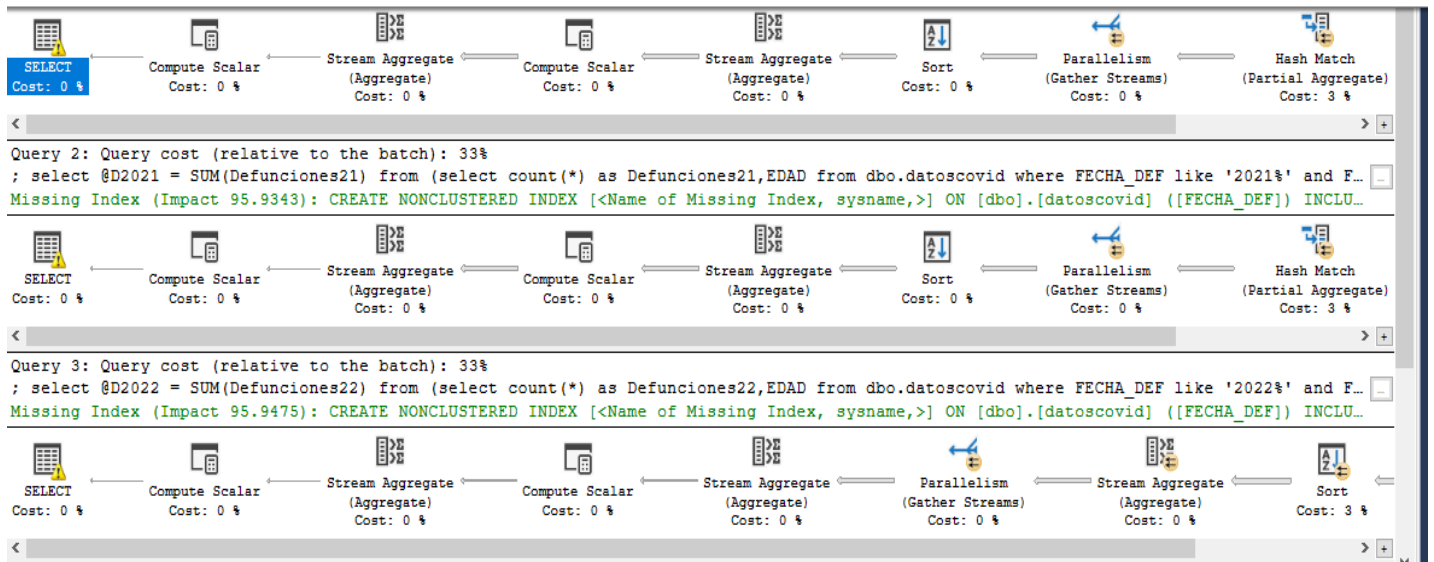 SELECT
Cost: 0 %
Compute Scalar
Cost: 0 %
Stream Aggregate
(Aggregate)
Cost: 0 %
Compute Scalar
Cost: 0 %
Stream Aggregate
(Aggregate)
Cost: 0 %
Sort
Cost: 0 %
Parallelism
(Gather Streams)
Cost: 0 %
Hash Match
(Partial Aggregate)
Cost: 3 %
Query 2: Query cost (relative to the batch): 33%
; select @D2021 = SUM(Defunciones21) from (select count(*) as Defunciones21,EDAD from dbo.datoscovid where FECHA_DEF like '2021%' and F…
Missing Index (Impact 95.9343): CREATE NONCLUSTERED INDEX [<Name of Missing Index, sysname,>] ON [dbo].[datoscovid] ([FECHA_DEF]) INCLU…
SELECT
Cost: 0 %
Compute Scalar
Cost: 0 %
Stream Aggregate
(Aggregate)
Cost: 0 %
Compute Scalar
Cost: 0 %
Stream Aggregate
(Aggregate)
Cost: 0 %
Sort
Cost: 0 %
Parallelism
(Gather Streams)
Cost: 0 %
Hash Match
(Partial Aggregate)
Cost: 3 %
Query 3: Query cost (relative to the batch): 33%
; select @D2022 = SUM(Defunciones22) from (select count(*) as Defunciones22,EDAD from dbo.datoscovid where FECHA_DEF like '2022%' and F…
Missing Index (Impact 95.9475): CREATE NONCLUSTERED INDEX [<Name of Missing Index, sysname,>] ON [dbo].[datoscovid] ([FECHA_DEF]) INCLU…
SELECT
Cost: 0 %
Compute Scalar
Cost: 0 %
Stream Aggregate
(Aggregate)
Cost: 0 %
Compute Scalar
Cost: 0 %
Stream Aggregate
(Aggregate)
Cost: 0 %
Parallelism
(Gather Streams)
Cost: 0 %
Stream Aggregate
(Aggregate)
Cost: 0 %
Sort
Cost: 3 %